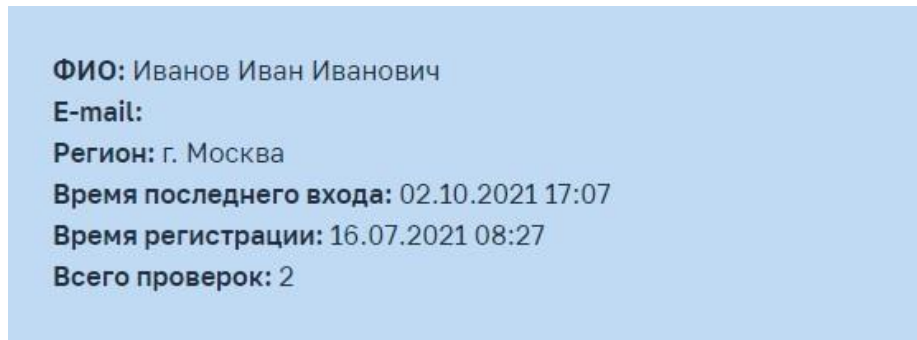 ФИО: Иванов Иван Иванович
E-mail:
Регион: г. Москва
Время последнего входа: 02.10.2021 17:07
Время регистрации: 16.07.2021 08:27
Всего проверок: 2